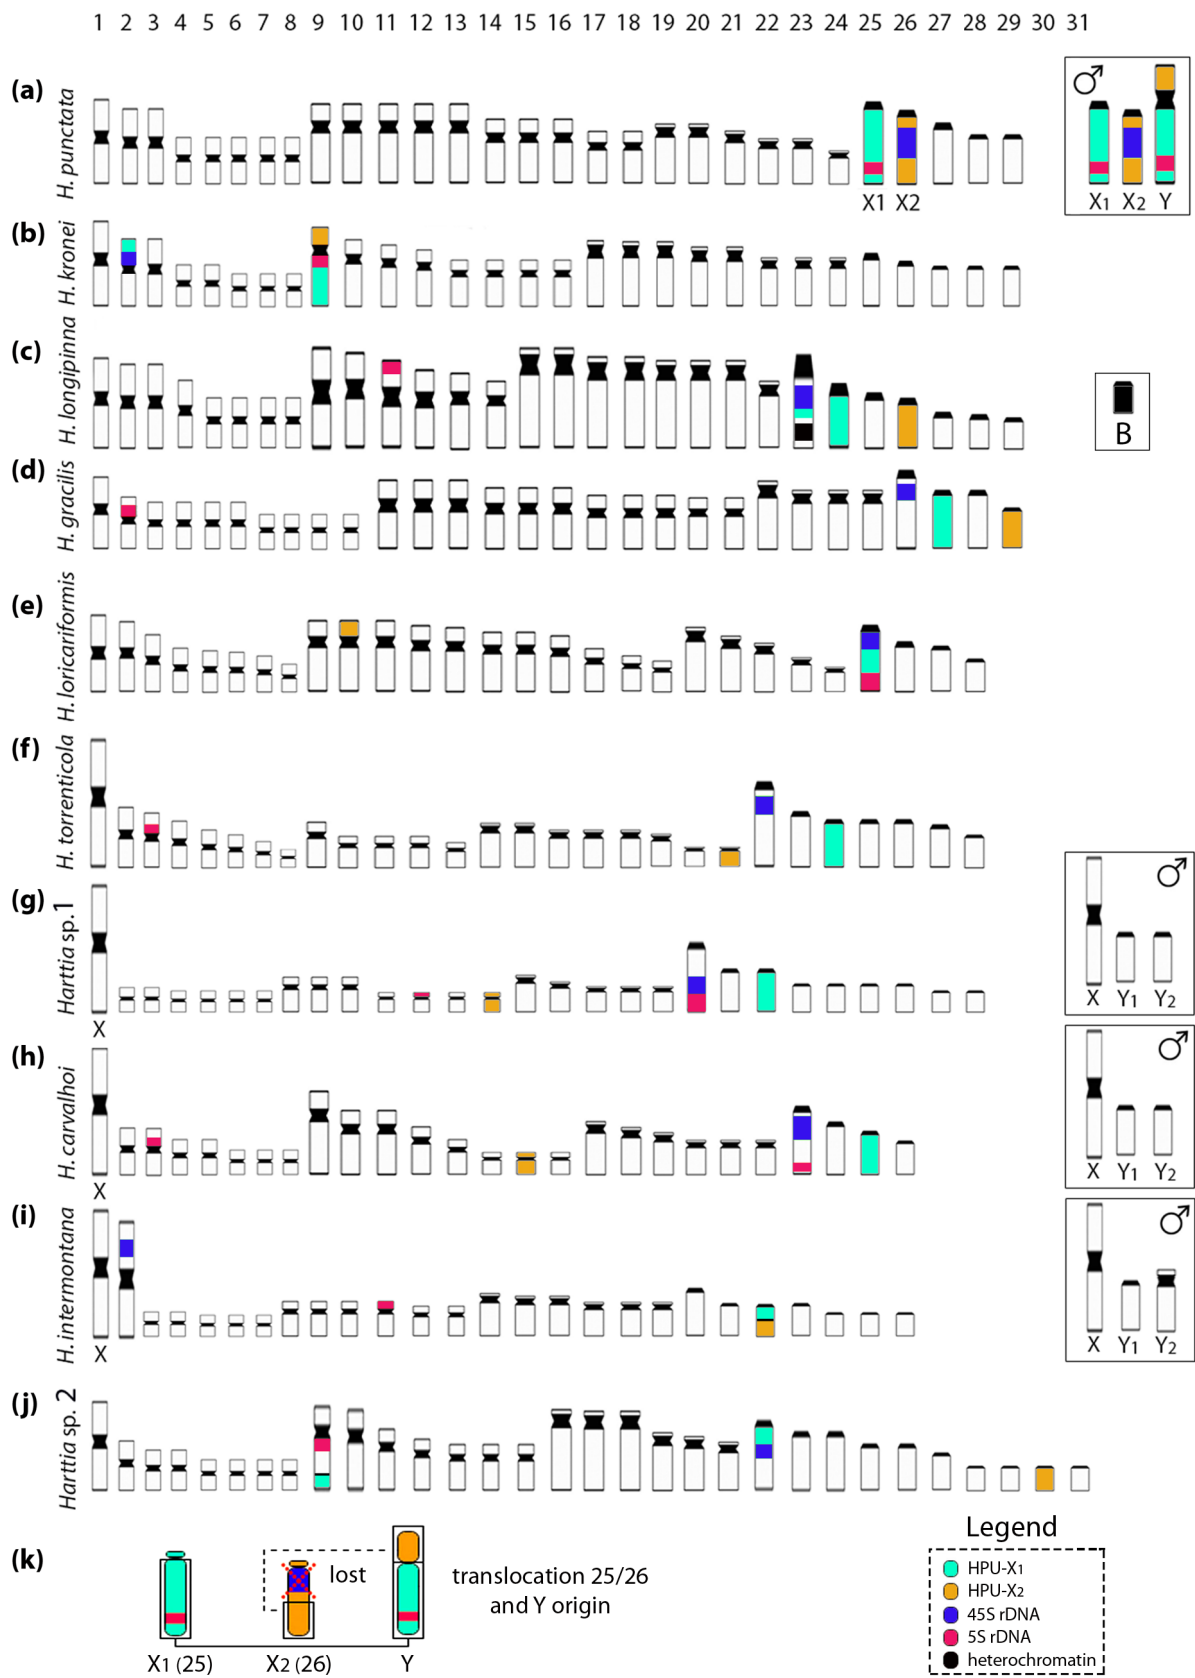 1 2 3 4 5 6 7 8 9 10 11 12 13 14 15 16 17 18 19 20 21 22 23 24 25 26 27 28 29 30 31
(a) H. punctata
X1 X2
♂
X1 X2 Y
(b) H. kronei
(c) H. longipinna
B
(d) H. gracilis
(e) H. loricariformis
(f) H. torrenticola
(g) Harttia sp.1
X
♂
X Y1 Y2
(h) H. carvalhoi
X
♂
X Y1 Y2
(i) H. intermontana
X
♂
X Y1 Y2
(j) Harttia sp. 2
(k)
lost
translocation 25/26
and Y origin
X1 (25) X2 (26) Y
Legend
HPU-X1
HPU-X2
45S rDNA
5S rDNA
heterochromatin